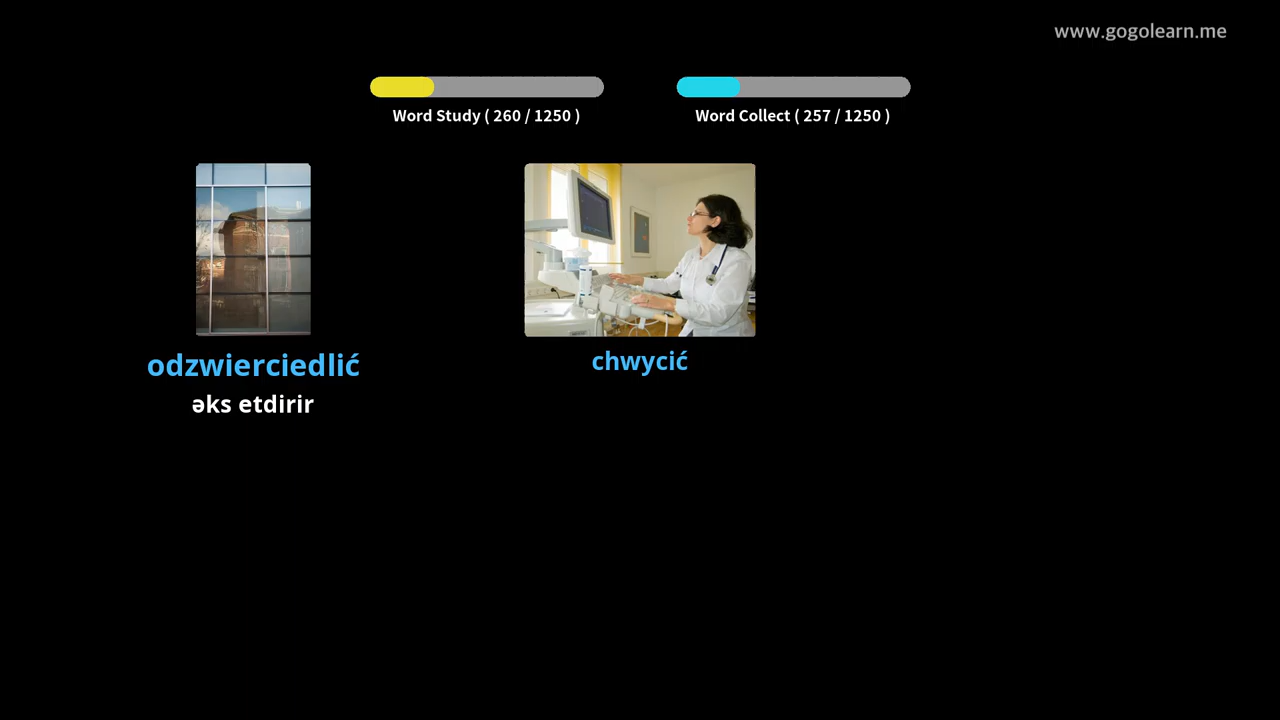 www.gogolearn.me
Word Study ( 260 / 1250 )
Word Collect ( 257 / 1250 )
odzwierciedlić
əks etdirir
chwycić